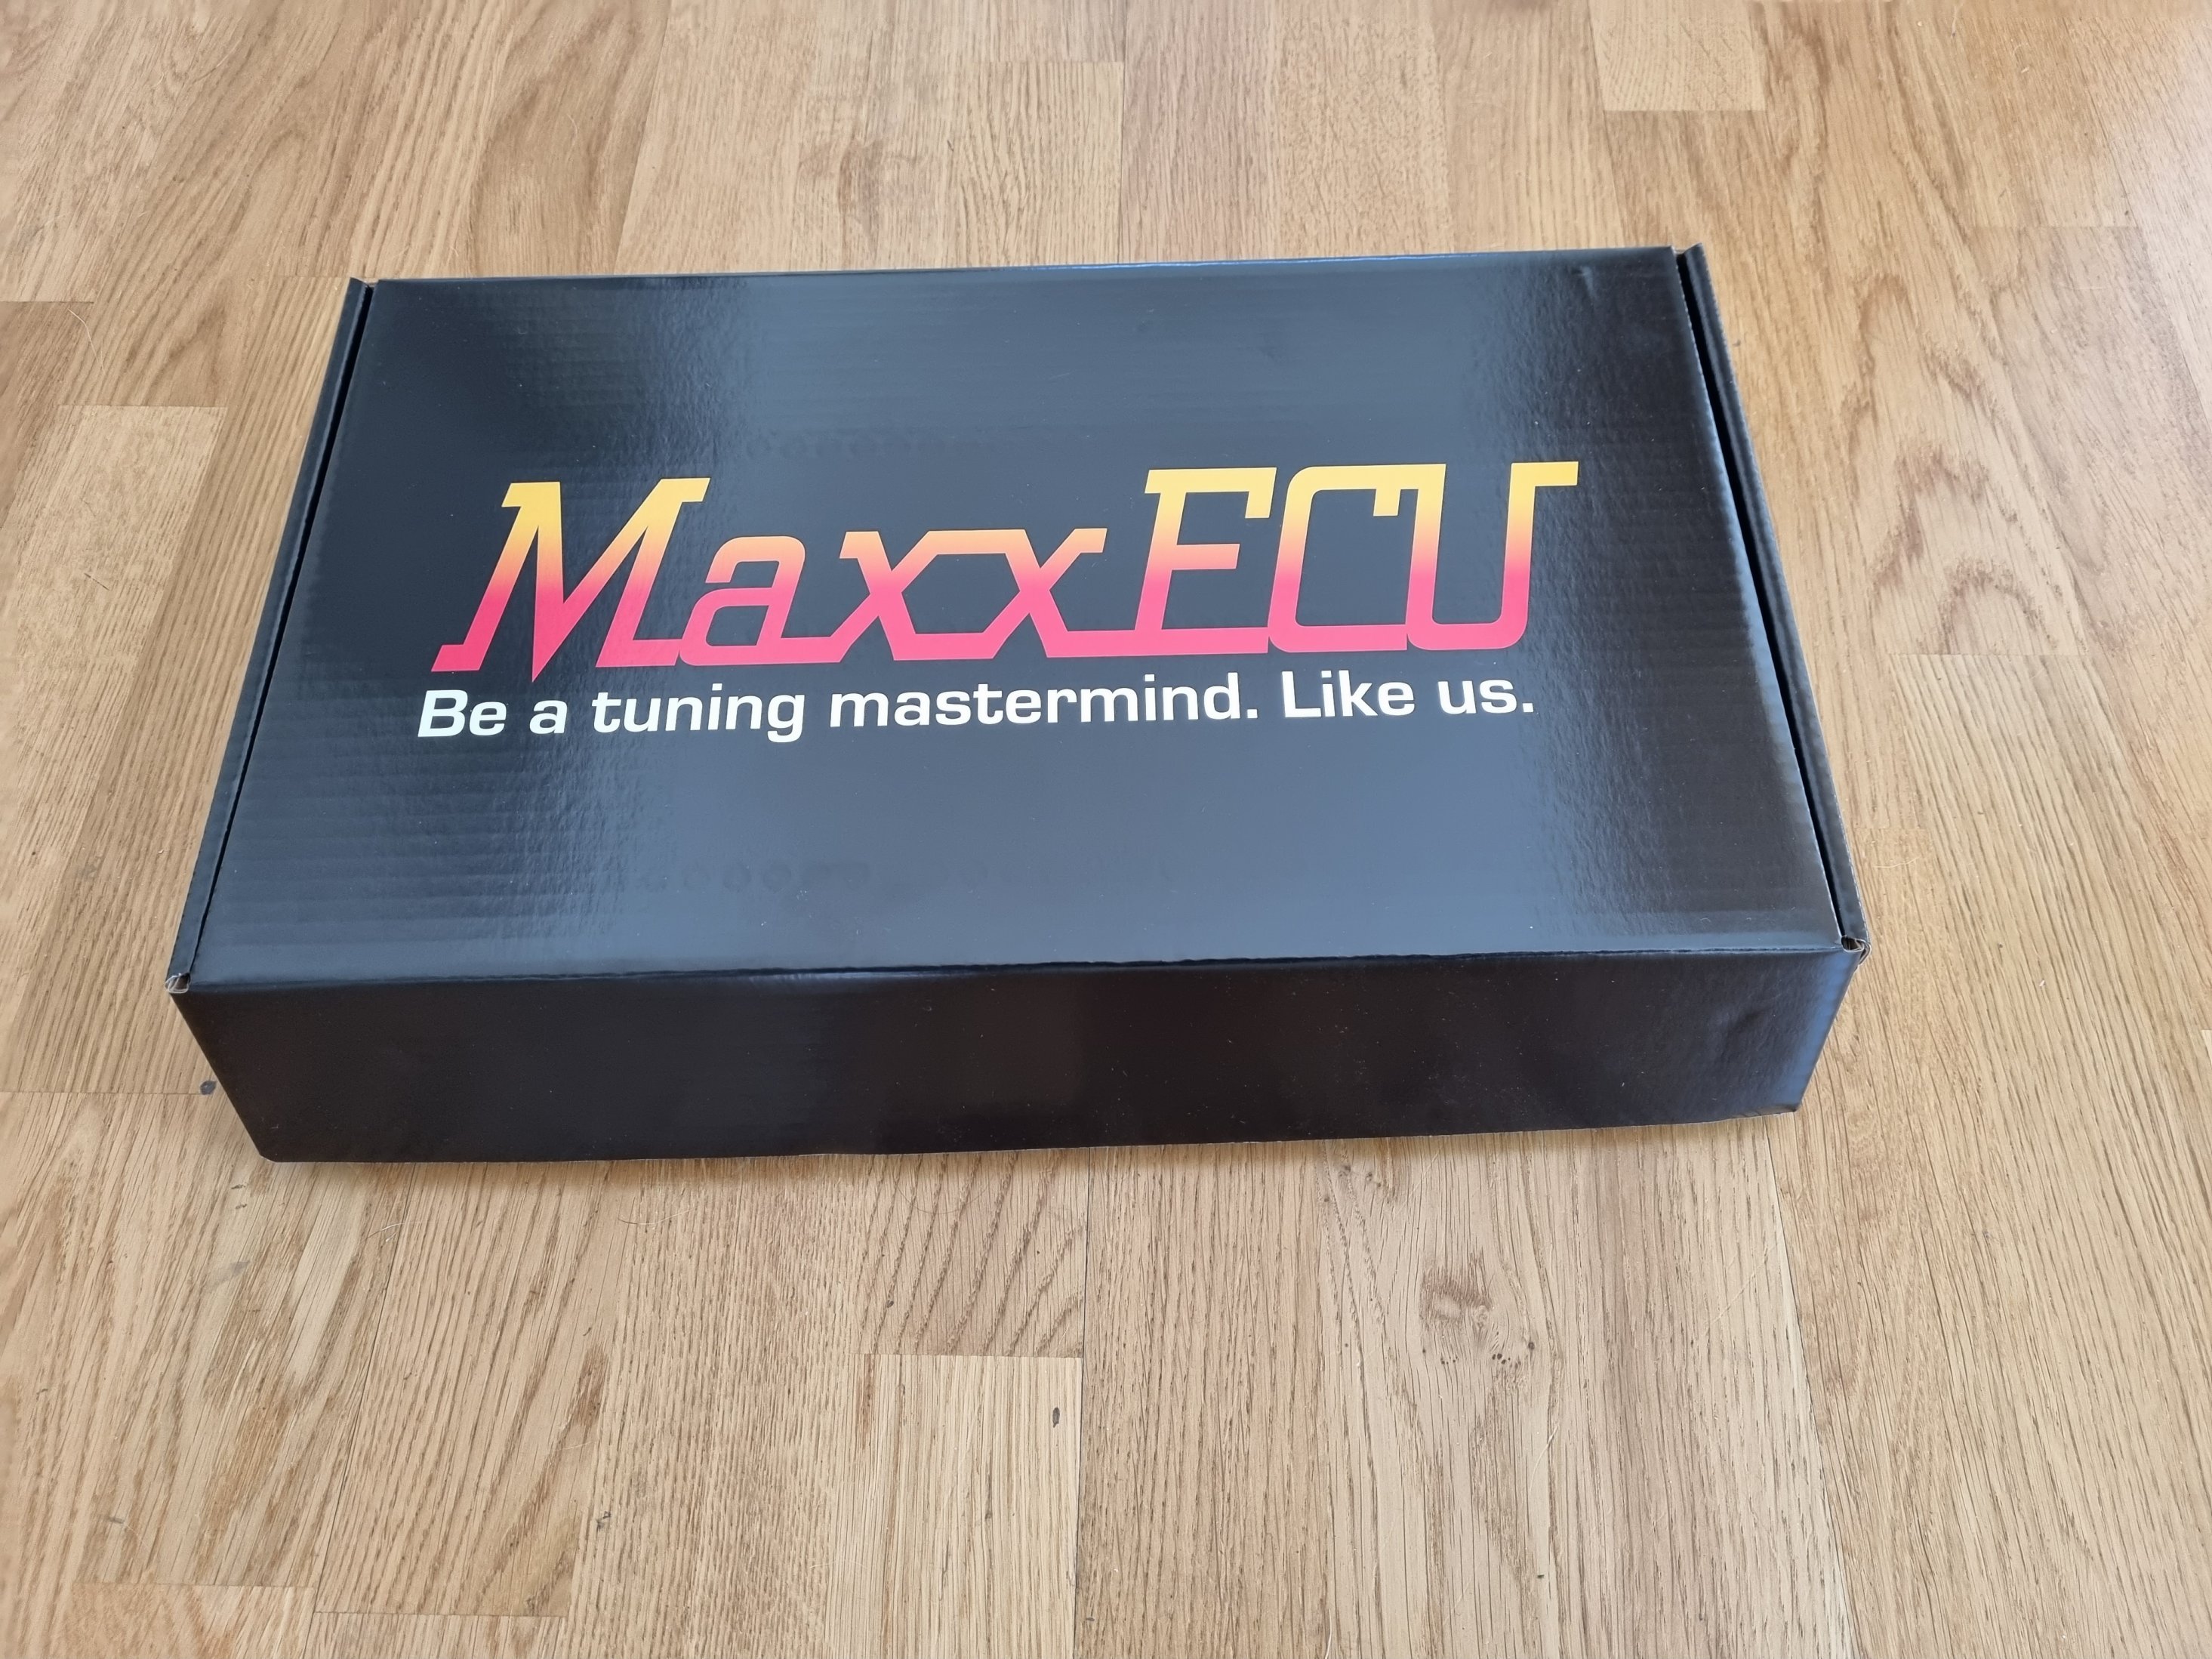 MaxxECU
Be a tuning mastermind. Like us.